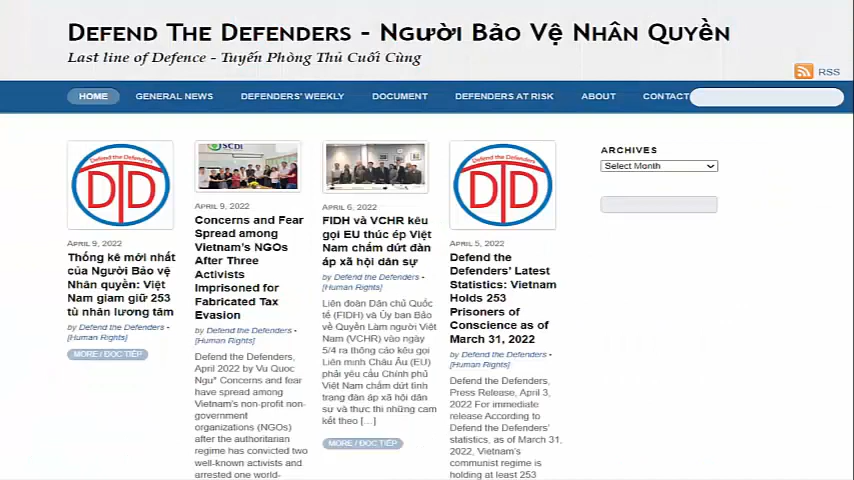 Defend The Defenders - Người Bảo Vệ Nhân Quyền
Last line of Defence - Tuyến Phòng Thủ Cuối Cùng
RSS
HOME GENERAL NEWS DEFENDERS' WEEKLY DOCUMENT DEFENDERS AT RISK ABOUT CONTACT
Defend the Defenders
DTD
April 9, 2022
Thống kê mới nhất
của Người Bảo vệ
Nhân quyền: Việt
Nam giam giữ 253
tù nhân lương tâm
by Defend the Defenders •
[Human Rights]
MORE / ĐỌC TIẾP
SCDI
April 9, 2022
Concerns and Fear
Spread among
Vietnam's NGOs
After Three
Activists
Imprisoned for
Fabricated Tax
Evasion
by Defend the Defenders •
[Human Rights]
Defend the Defenders,
April 2022 by Vu Quoc
Ngu* Concerns and fear
have spread among
Vietnam's non-profit non-
government
organizations (NGOs)
after the authoritarian
regime has convicted two
well-known activists and
arrested one world-
April 6, 2022
FIDH và VCHR kêu
gọi EU thúc ép Việt
Nam chấm dứt đàn
áp xã hội dân sự
by Defend the Defenders •
[Human Rights]
Liên đoàn Dân chủ Quốc
tế (FIDH) và Ủy ban Bảo
vệ Quyền Làm người Việt
Nam (VCHR) vào ngày
5/4 ra thông cáo kêu gọi
Liên minh Châu Âu (EU)
phải yêu cầu Chính phủ
Việt Nam chấm dứt tình
trạng đàn áp xã hội dân
sự và thực thi những cam
kết theo […]
MORE / ĐỌC TIẾP
Defend the Defenders
DTD
April 5, 2022
Defend the
Defenders' Latest
Statistics: Vietnam
Holds 253
Prisoners of
Conscience as of
March 31, 2022
by Defend the Defenders •
[Human Rights]
Defend the Defenders,
Press Release, April 3,
2022 For immediate
release According to
Defend the Defenders'
statistics, as of March 31,
2022, Vietnam's
communist regime is
holding at least 253
ARCHIVES
Select Month